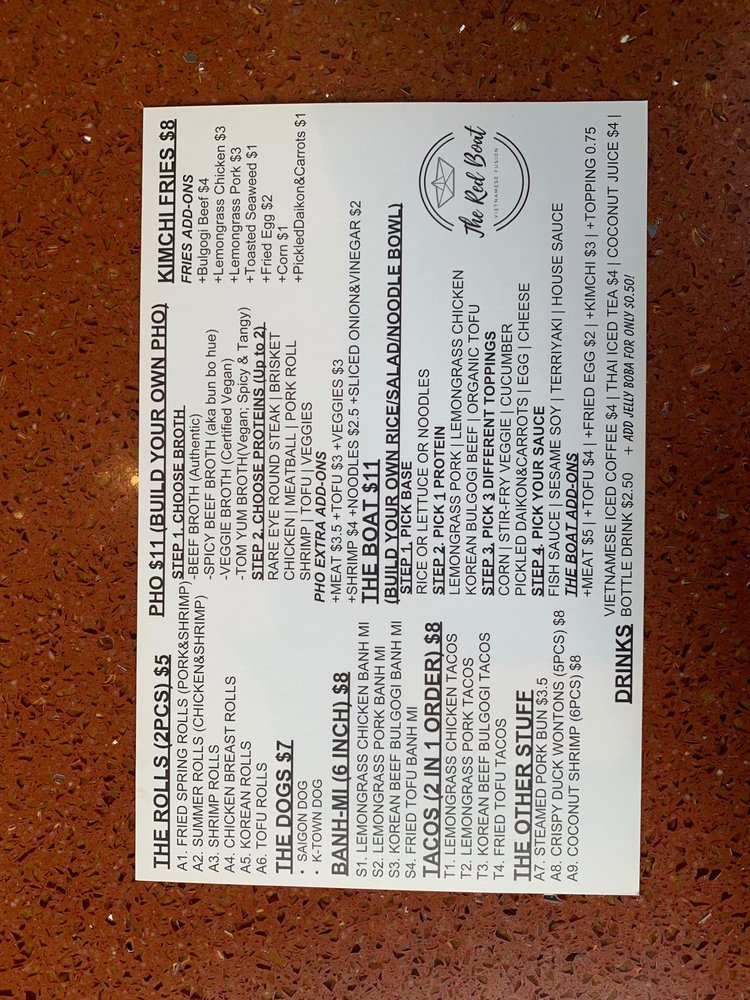 THE ROLLS (2PCS) $5
A1. FRIED SPRING ROLLS (PORK&SHRIMP)
A2. SUMMER ROLLS (CHICKEN&SHRIMP)
A3. SHRIMP ROLLS
A4. CHICKEN BREAST ROLLS
A5. KOREAN ROLLS
A6. TOFU ROLLS
THE DOGS $7
• SAIGON DOG
• K-TOWN DOG
BANH-MI (6 INCH) $8
S1. LEMONGRASS CHICKEN BANH MI
S2. LEMONGRASS PORK BANH MI
S3. KOREAN BEEF BULGOGI BANH MI
S4. FRIED TOFU BANH MI
TACOS (2 IN 1 ORDER) $8
T1. LEMONGRASS CHICKEN TACOS
T2. LEMONGRASS PORK TACOS
T3. KOREAN BEEF BULGOGI TACOS
T4. FRIED TOFU TACOS
THE OTHER STUFF
A7. STEAMED PORK BUN $3.5
A8. CRISPY DUCK WONTONS (5PCS) $8
A9. COCONUT SHRIMP (6PCS) $8
PHO $11 (BUILD YOUR OWN PHO)
STEP 1. CHOOSE BROTH
-BEEF BROTH (Authentic)
-SPICY BEEF BROTH (aka bun bo hue)
-VEGGIE BROTH (Certified Vegan)
-TOM YUM BROTH(Vegan; Spicy & Tangy)
STEP 2. CHOOSE PROTEINS (Up to 2)
RARE EYE ROUND STEAK | BRISKET
CHICKEN | MEATBALL | PORK ROLL
SHRIMP | TOFU | VEGGIES
PHO EXTRA ADD-ONS
+MEAT $3.5 +TOFU $3 +VEGGIES $3
+SHRIMP $4 +NOODLES $2.5 +SLICED ONION&VINEGAR $2
THE BOAT $11
(BUILD YOUR OWN RICE/SALAD/NOODLE BOWL)
STEP 1. PICK BASE
RICE OR LETTUCE OR NOODLES
STEP 2. PICK 1 PROTEIN
LEMONGRASS PORK | LEMONGRASS CHICKEN
KOREAN BULGOGI BEEF | ORGANIC TOFU
STEP 3. PICK 3 DIFFERENT TOPPINGS
CORN | STIR-FRY VEGGIE | CUCUMBER
PICKLED DAIKON&CARROTS | EGG | CHEESE
STEP 4. PICK YOUR SAUCE
FISH SAUCE | SESAME SOY | TERRIYAKI | HOUSE SAUCE
THE BOAT ADD-ONS
+MEAT $5 | +TOFU $4 | +FRIED EGG $2 | +KIMCHI $3 | +TOPPING 0.75
KIMCHI FRIES $8
FRIES ADD-ONS
+Bulgogi Beef $4
+Lemongrass Chicken $3
+Lemongrass Pork $3
+Toasted Seaweed $1
+Fried Egg $2
+Corn $1
+PickledDaikon&Carrots $1
The Red Boat
VIETNAMESE FUSION
DRINKS
VIETNAMESE ICED COFFEE $4 | THAI ICED TEA $4 | COCONUT JUICE $4 |
BOTTLE DRINK $2.50 + ADD JELLY BOBA FOR ONLY $0.50!